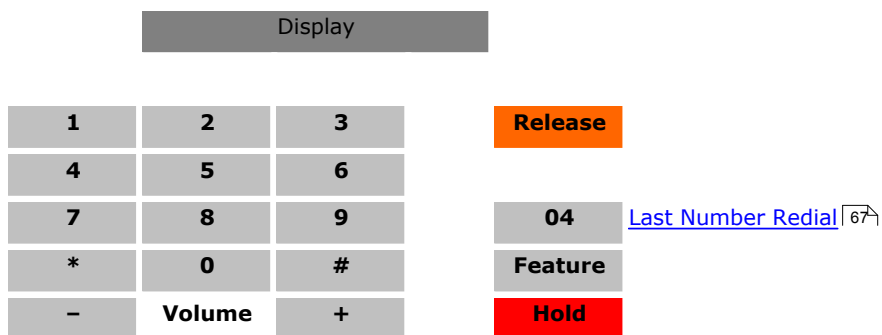 Display
1 2 3 Release
4 5 6
7 8 9 04 Last Number Redial 67
* 0 # Feature
– Volume + Hold